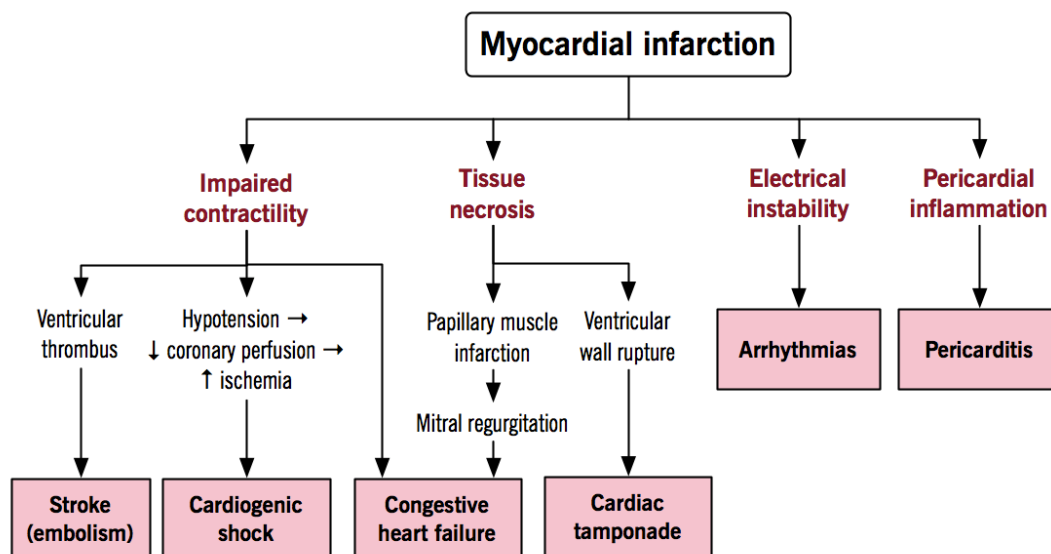 Myocardial infarction
Impaired
contractility
Tissue
necrosis
Electrical
instability
Pericardial
inflammation
Ventricular
thrombus
Hypotension →
↓ coronary perfusion →
↑ ischemia
Papillary muscle
infarction
Mitral regurgitation
Ventricular
wall rupture
Arrhythmias
Pericarditis
Stroke
(embolism)
Cardiogenic
shock
Congestive
heart failure
Cardiac
tamponade